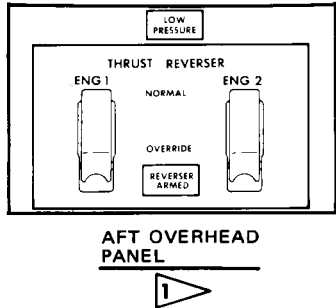 LOW
PRESSURE
THRUST REVERSER
ENG 1
ENG 2
NORMAL
OVERRIDE
REVERSER
ARMED
AFT OVERHEAD
PANEL
1